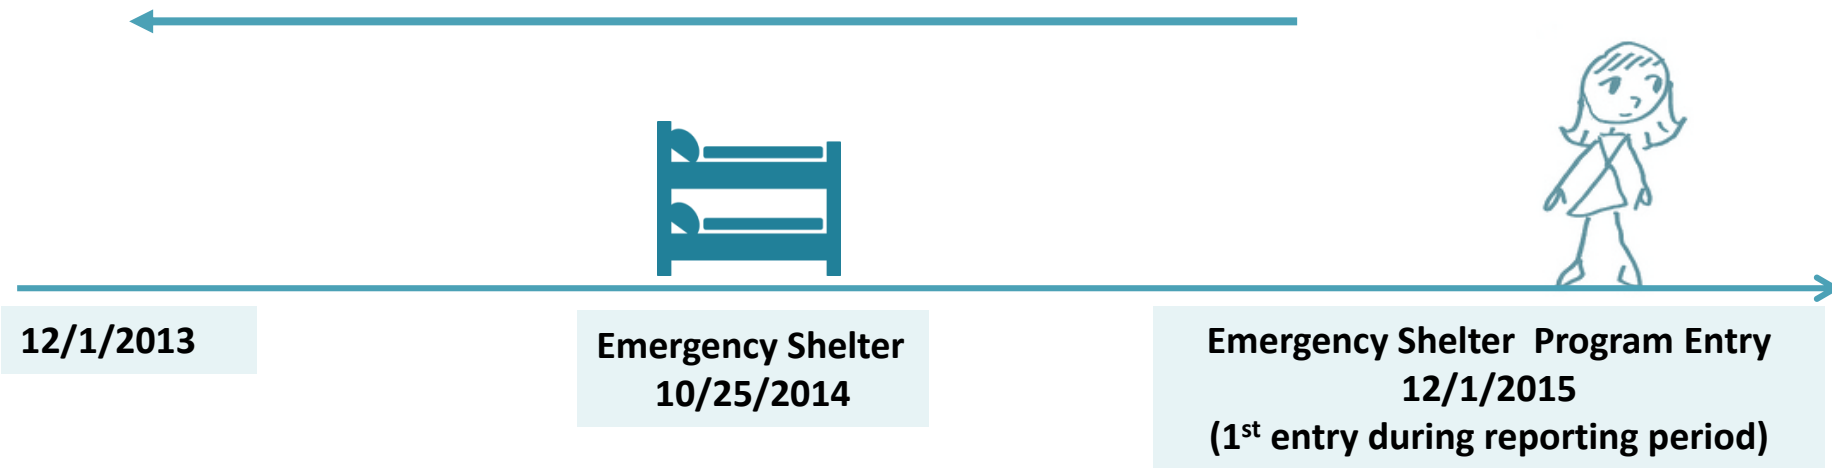 12/1/2013
Emergency Shelter
10/25/2014
Emergency Shelter  Program Entry
12/1/2015
(1st entry during reporting period)